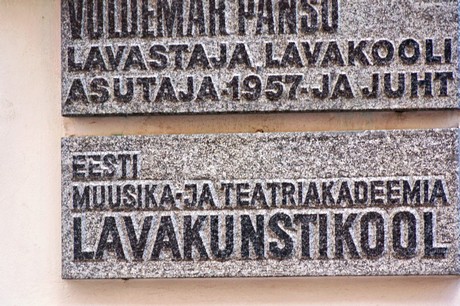 VOLDEMAR PANSO
LAVASTAJA, LAVAKOOLI
ASUTAJA·1957·JA JUHT
EESTI
MUUSIKA-JA TEATRIAKADEEMIA
LAVAKUNSTIKOOL